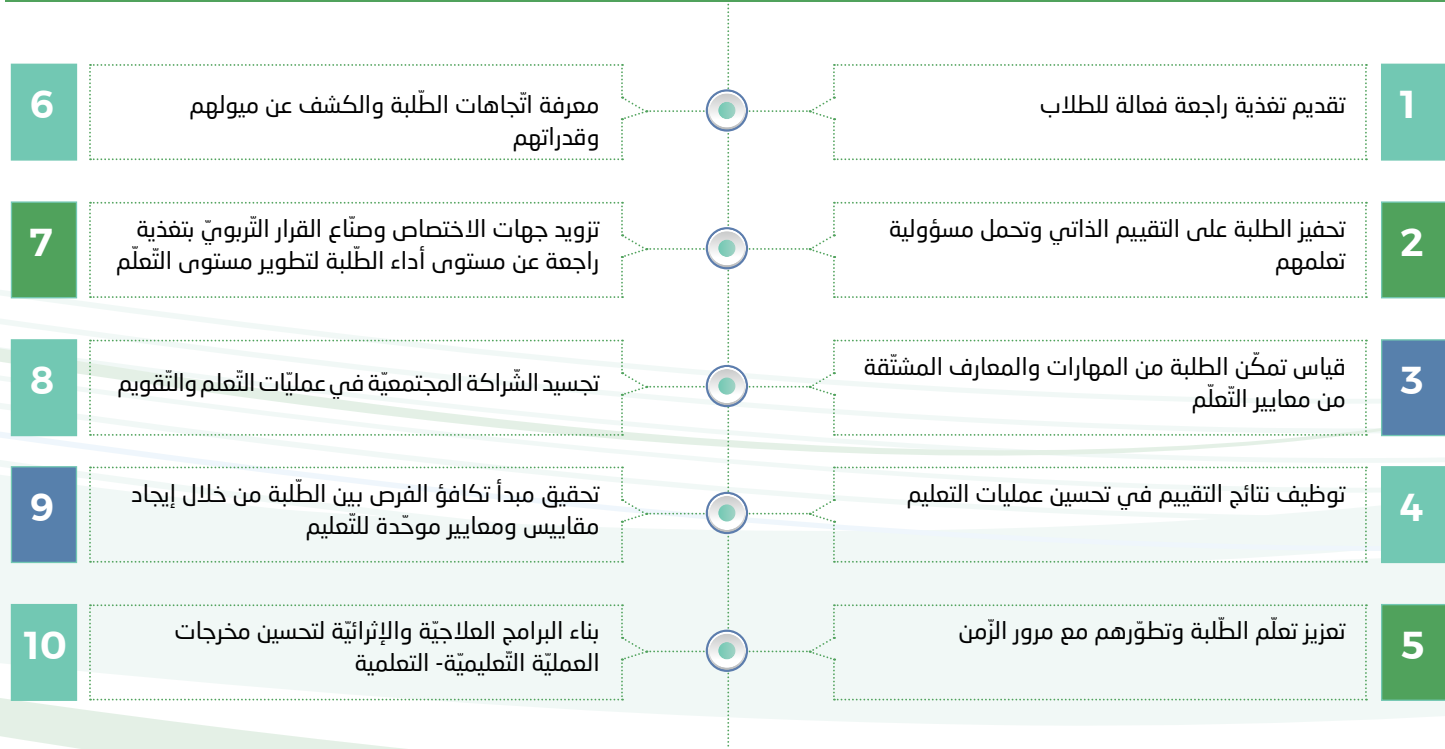 1
تقديم تغذية راجعة فعالة للطلاب
2
تحفيز الطلبة على التقييم الذاتي وتحمل مسؤولية
تعلمهم
3
قياس تمكّن الطلبة من المهارات والمعارف المشتّقة
من معايير التّعلّم
4
توظيف نتائج التقييم في تحسين عمليات التعليم
5
تعزيز تعلّم الطّلبة وتطوّرهم مع مرور الزّمن
6
معرفة اتّجاهات الطّلبة والكشف عن ميولهم
وقدراتهم
7
تزويد جهات الاختصاص وصنّاع القرار التّربويّ بتغذية
راجعة عن مستوى أداء الطّلبة لتطوير مستوى التّعلّم
8
تجسيد الشّراكة المجتمعيّة في عمليّات التّعلم والتّقويم
9
تحقيق مبدأ تكافؤ الفرص بين الطّلبة من خلال إيجاد
مقاييس ومعايير موحّدة للتّعليم
10
بناء البرامج العلاجيّة والإثرائيّة لتحسين مخرجات
العمليّة التّعليميّة- التعلمية